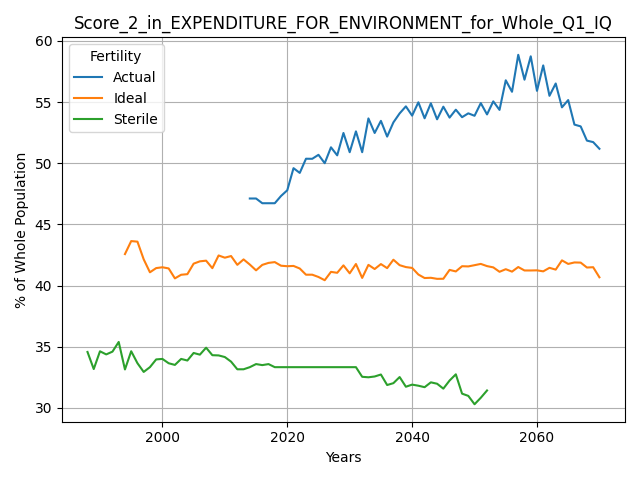 Score_2_in_EXPENDITURE_FOR_ENVIRONMENT_for_Whole_Q1_IQ
Fertility
Actual
Ideal
Sterile
% of Whole Population
60
55
50
45
40
35
30
2000
2020
2040
2060
Years